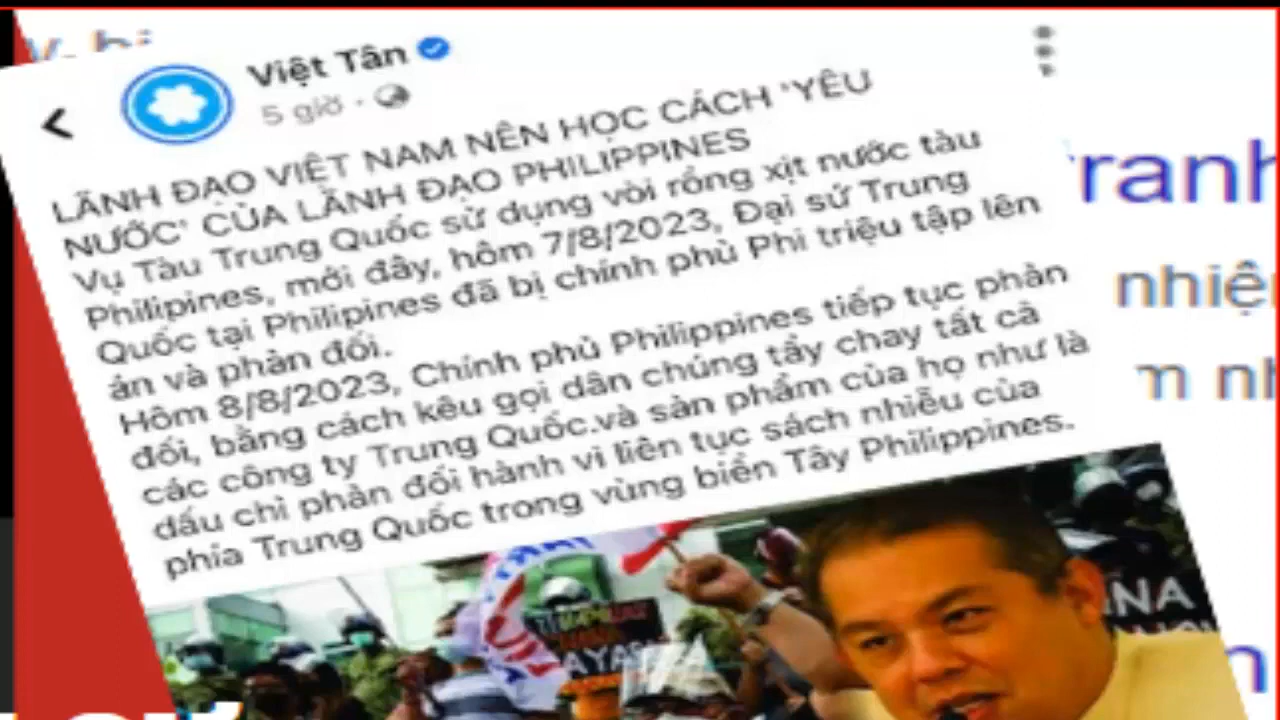 Việt Tân
5 giờ
LÃNH ĐẠO VIỆT NAM NÊN HỌC CÁCH 'YÊU
NƯỚC' CỦA LÃNH ĐẠO PHILIPPINES
Vụ Tàu Trung Quốc sử dụng vòi rồng xịt nước tàu
Philipines, mới đây, hôm 7/8/2023, Đại sứ Trung
Quốc tại Philipines đã bị chính phủ Phi triệu tập lên
án và phản đối.
Hôm 8/8/2023, Chính phủ Philippines tiếp tục phản
đối, bằng cách kêu gọi dân chúng tẩy chay tất cả
các công ty Trung Quốc.và sản phẩm của họ như là
dấu chỉ phản đối hành vi liên tục sách nhiễu của
phía Trung Quốc trong vùng biển Tây Philippines.